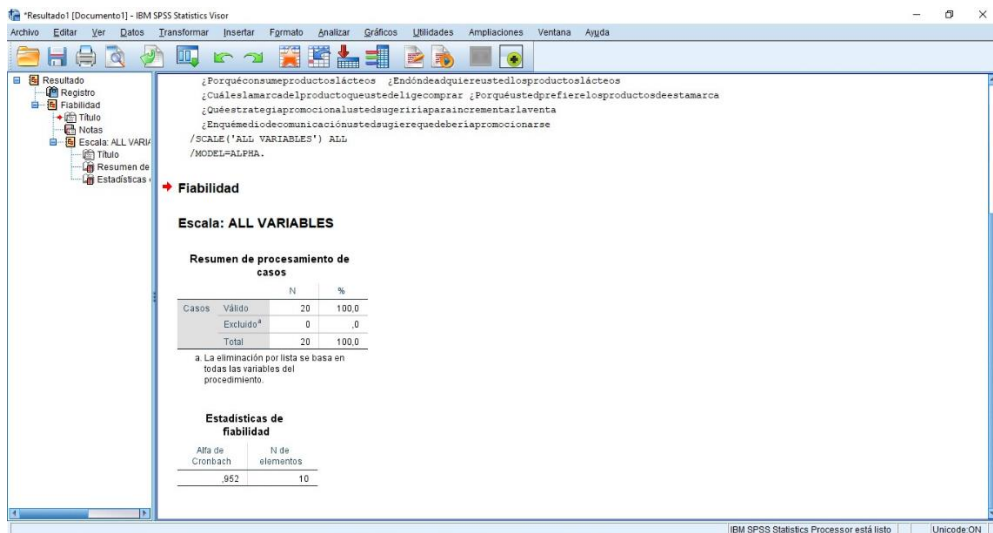 *Resultado1 [Documento1] - IBM SPSS Statistics Visor
Archivo Editar Ver Datos Transformar Insertar Formato Analizar Gráficos Utilidades Ampliaciones Ventana Ayuda
Resultado
Registro
Fiabilidad
Título
Notas
Escala: ALL VARIA
Título
Resumen de
Estadísticas
¿Porquéconsumeproductoslácteos ¿Endóndeadquiereustedlosproductoslácteos
¿Cuáleslamarcadelproductoqueustedeligecomprar ¿Porquéustedprefierelosproductosdeestamarca
¿Quéestrategiapromocionalustedsugeririaparaincrementarlaventa
¿Enquémediodecomunicaciónustedsugierequedeberiapromocionarse
/SCALE('ALL VARIABLES') ALL
/MODEL=ALPHA.
Fiabilidad
Escala: ALL VARIABLES
Resumen de procesamiento de
casos
N %
Casos Válido 20 100,0
Excluidoª 0 ,0
Total 20 100,0
a. La eliminación por lista se basa en
todas las variables del
procedimiento.
Estadísticas de
fiabilidad
Alfa de
Cronbach
N de
elementos
,952 10
IBM SPSS Statistics Processor está listo Unicode:ON